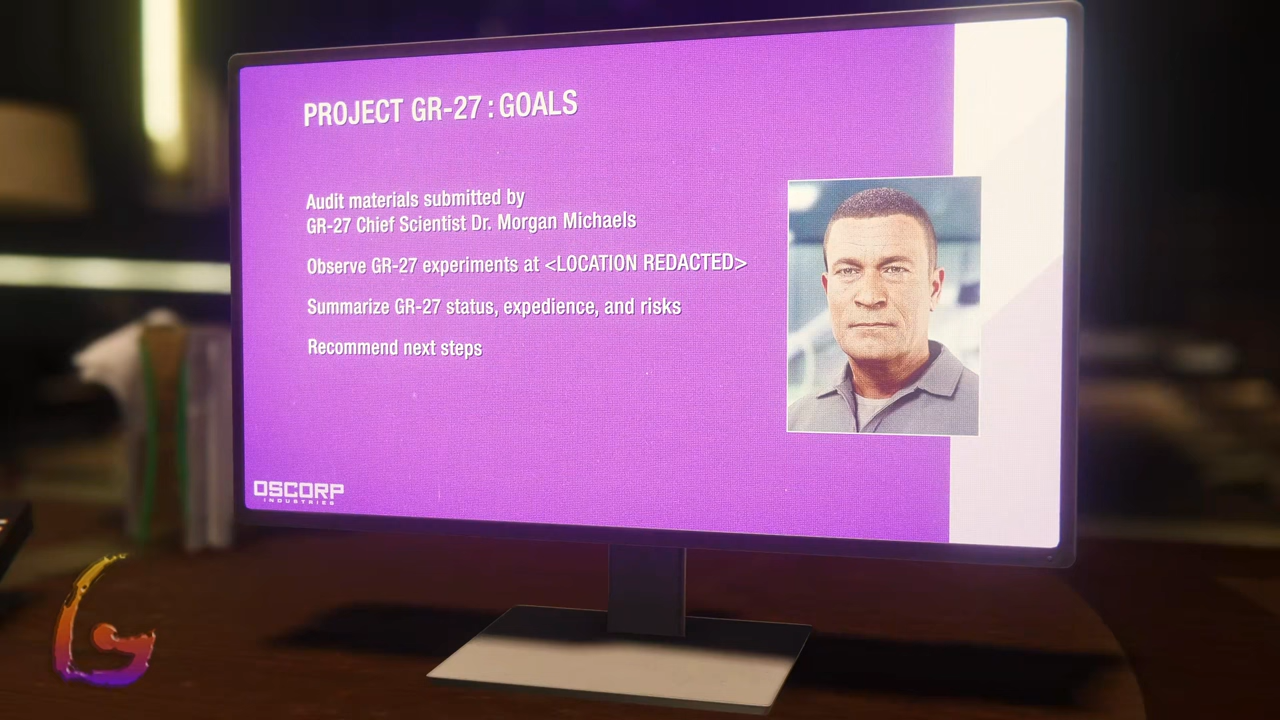 PROJECT GR-27 : GOALS
Audit materials submitted by
GR-27 Chief Scientist Dr. Morgan Michaels
Observe GR-27 experiments at <LOCATION REDACTED>
Summarize GR-27 status, expedience, and risks
Recommend next steps
OSCORP
INDUSTRIES